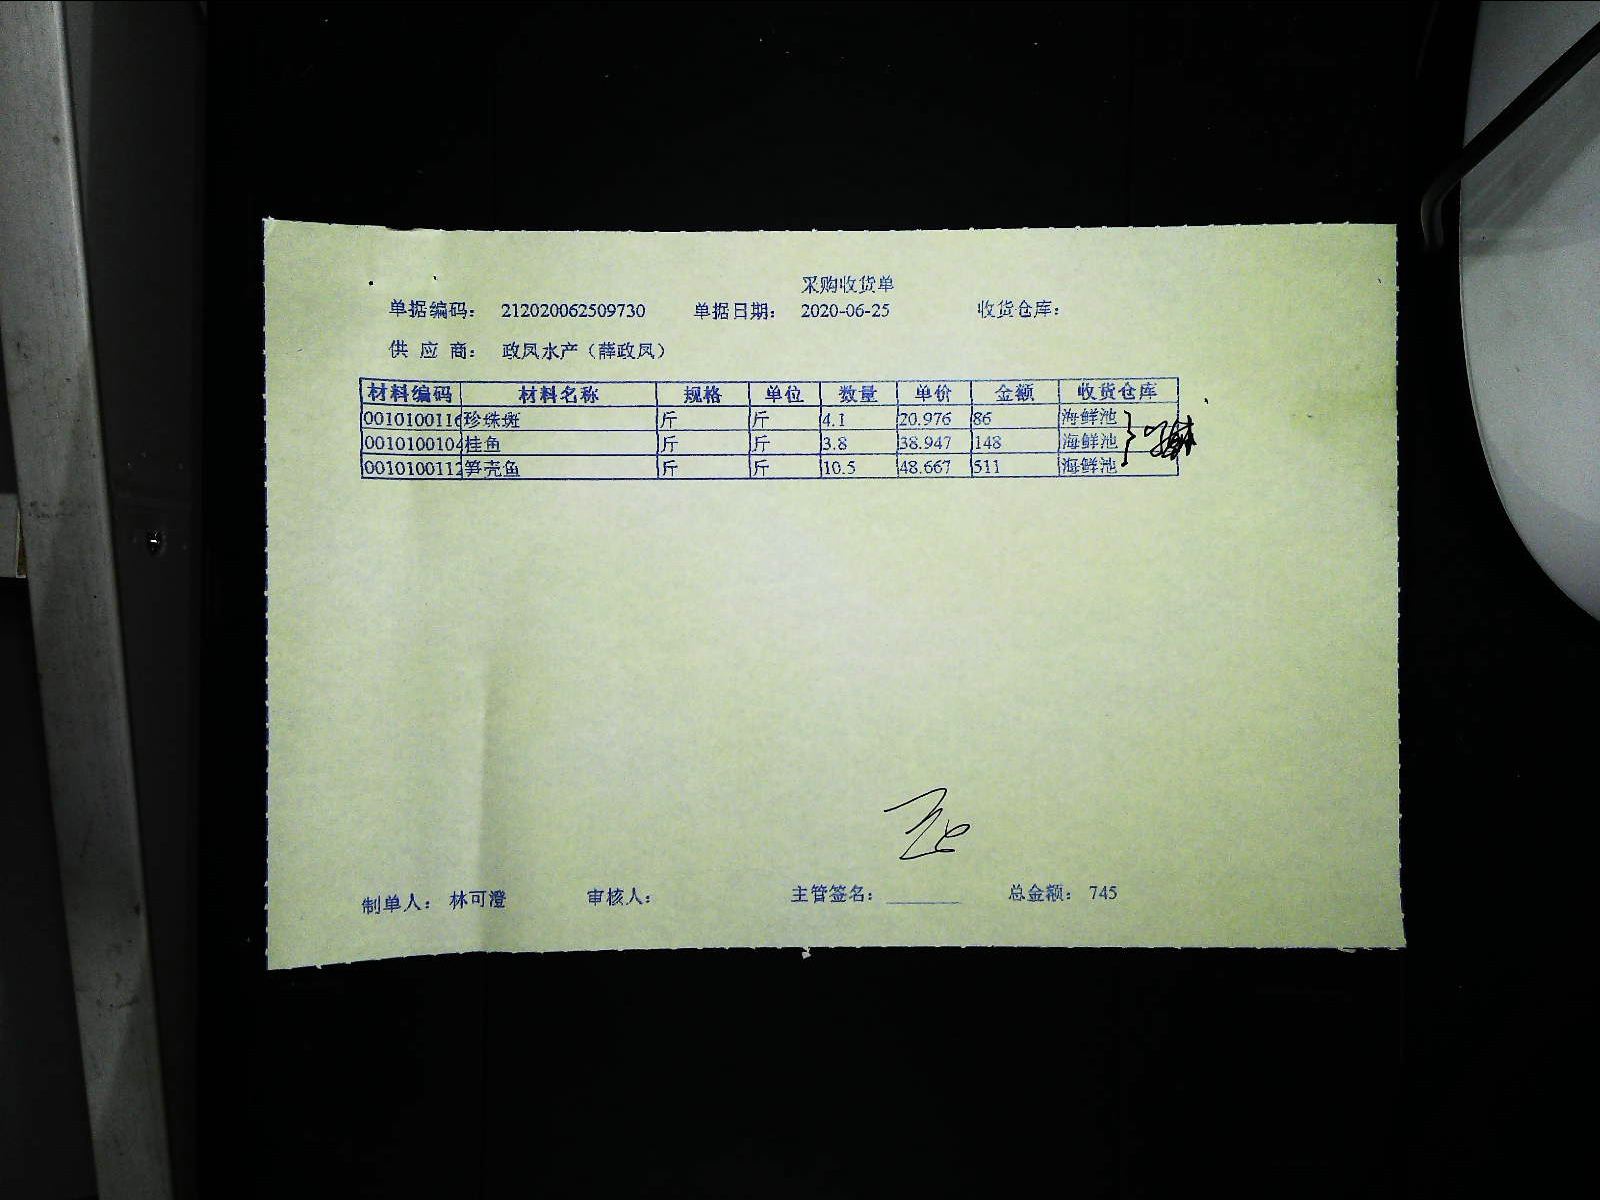 采购收货单
单据编码： 212020062509730 单据日期： 2020-06-25 收货仓库：
供 应 商： 政凤水产（薛政凤）
材料编码 材料名称 规格 单位 数量 单价 金额 收货仓库
0010100116 珍珠斑 斤 斤 4.1 20.976 86 海鲜池
0010100104 桂鱼 斤 斤 3.8 38.947 148 海鲜池
0010100112 笋壳鱼 斤 斤 10.5 48.667 511 海鲜池
制单人： 林可澄 审核人： 主管签名： 总金额： 745